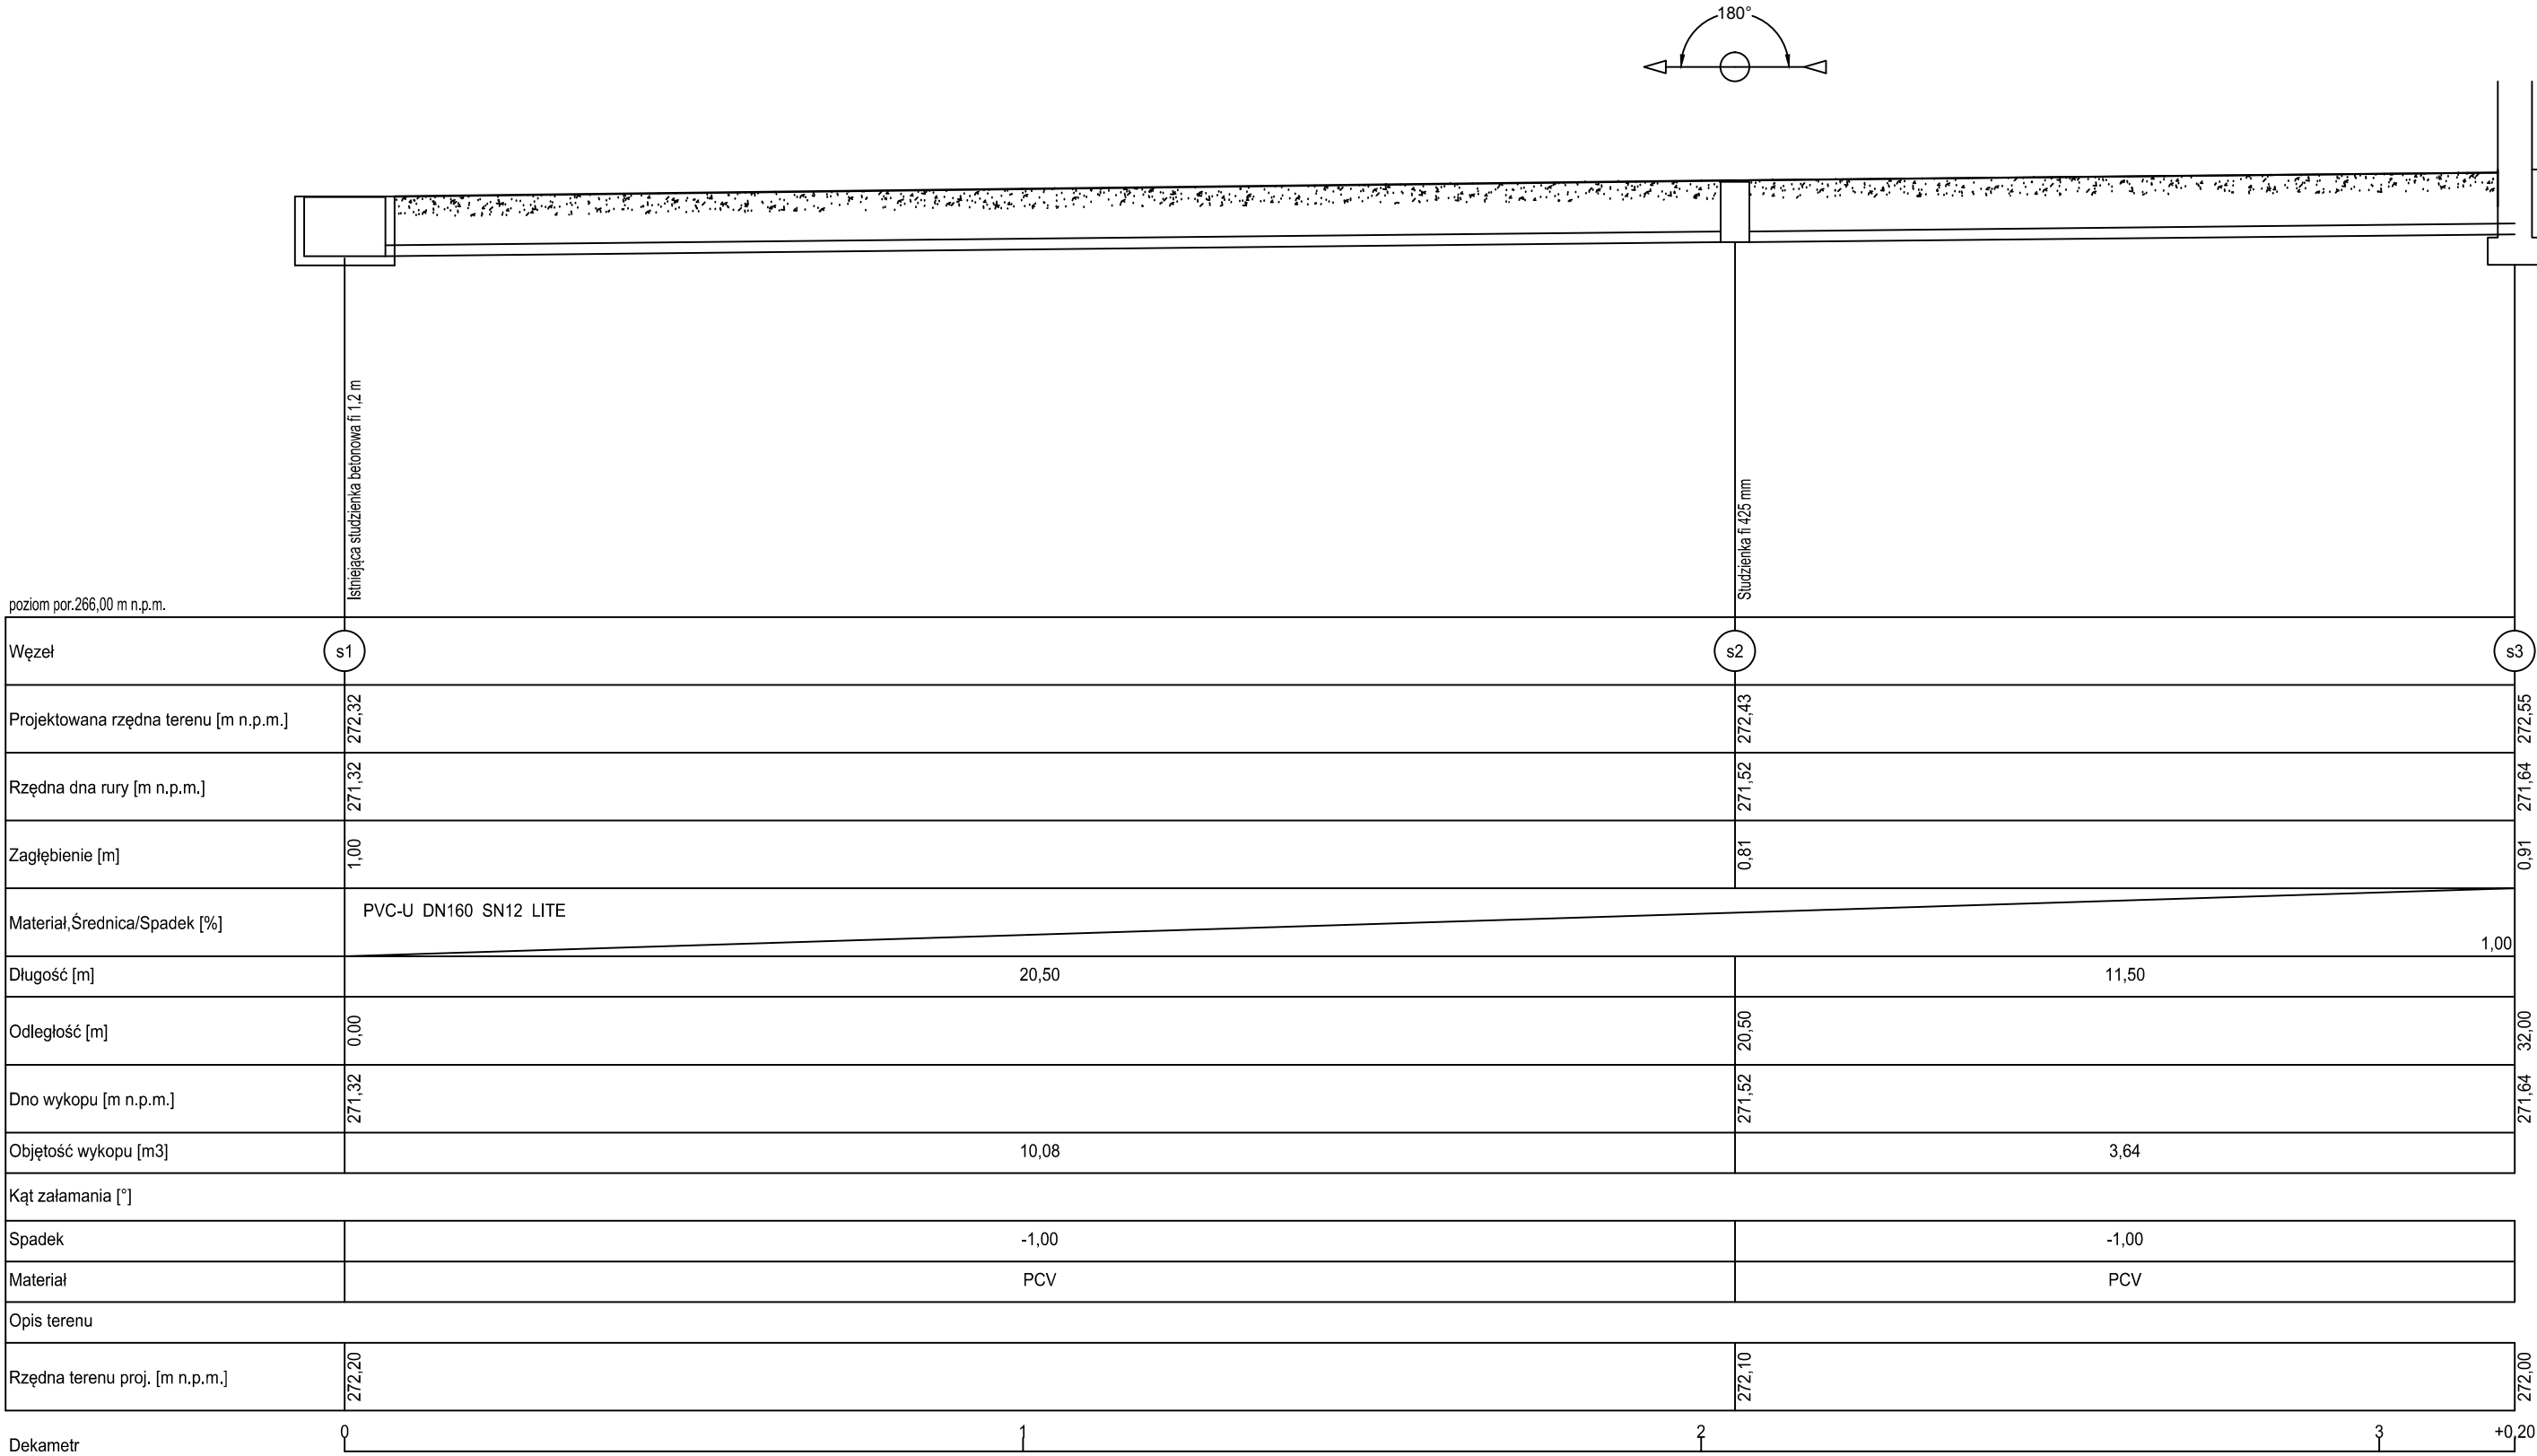 180°
Istniejąca studzienka betonowa fi 1,2 m
Studzienka fi 425 mm
poziom por.266,00 m n.p.m.
Węzeł s1 s2 s3
Projektowana rzędna terenu [m n.p.m.] 272,32 272,43 272,55
Rzędna dna rury [m n.p.m.] 271,32 271,52 271,64
Zagłębienie [m] 1,00 0,81 0,91
Materiał,Średnica/Spadek [%] PVC-U DN160 SN12 LITE 1,00
Długość [m] 20,50 11,50
Odległość [m] 0,00 20,50 32,00
Dno wykopu [m n.p.m.] 271,32 271,52 271,64
Objętość wykopu [m3] 10,08 3,64
Kąt załamania [°]
Spadek -1,00 -1,00
Materiał PCV PCV
Opis terenu
Rzędna terenu proj. [m n.p.m.] 272,20 272,10 272,00
Dekametr 0 1 2 3 +0,20